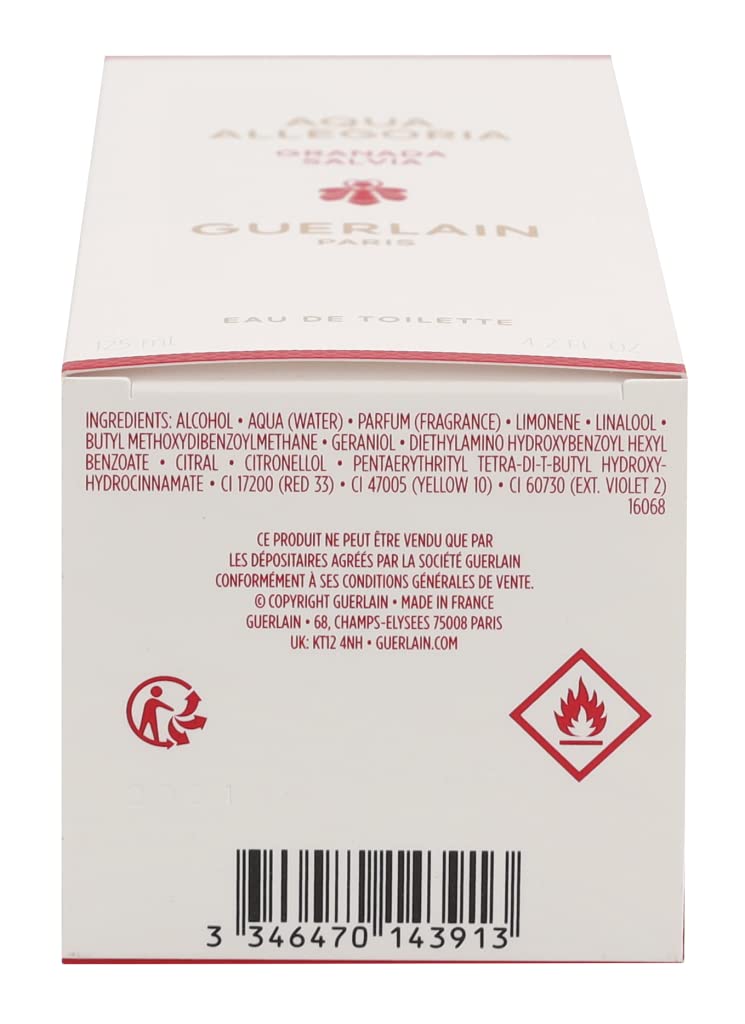 AQUA
ALLEGORIA
GRANADA
SALVIA
GUERLAIN
PARIS
EAU DE TOILETTE
125 mL 4.2 FL. OZ
INGREDIENTS: ALCOHOL • AQUA (WATER) • PARFUM (FRAGRANCE) • LIMONENE • LINALOOL •
BUTYL METHOXYDIBENZOYLMETHANE • GERANIOL • DIETHYLAMINO HYDROXYBENZOYL HEXYL
BENZOATE • CITRAL • CITRONELLOL • PENTAERYTHRITYL TETRA-DI-T-BUTYL HYDROXY-
HYDROCINNAMATE • CI 17200 (RED 33) • CI 47005 (YELLOW 10) • CI 60730 (EXT. VIOLET 2)
16068
CE PRODUIT NE PEUT ÊTRE VENDU QUE PAR
LES DÉPOSITAIRES AGRÉÉS PAR LA SOCIÉTÉ GUERLAIN
CONFORMÉMENT À SES CONDITIONS GÉNÉRALES DE VENTE.
© COPYRIGHT GUERLAIN • MADE IN FRANCE
GUERLAIN • 68, CHAMPS-ELYSEES 75008 PARIS
UK: KT12 4NH • GUERLAIN.COM
3 346470 143913